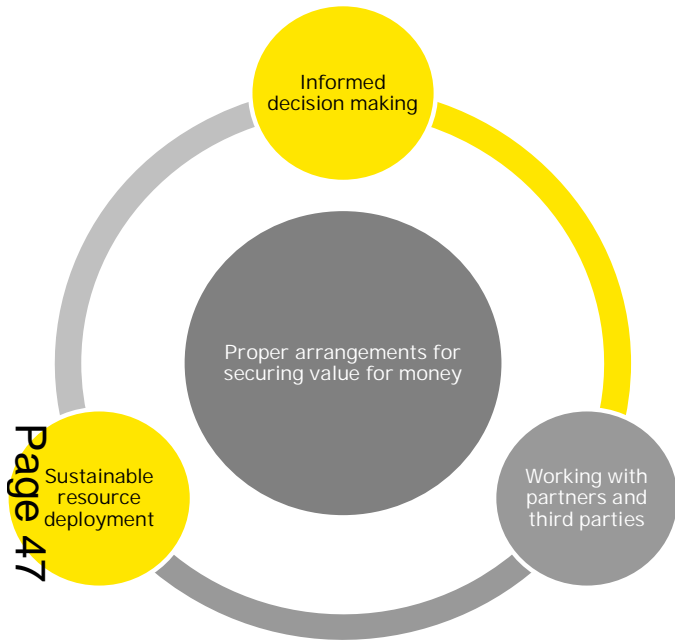 Informed
decision making
Proper arrangements for
securing value for money
Sustainable
resource
deployment
Working with
partners and
third parties
Page 47